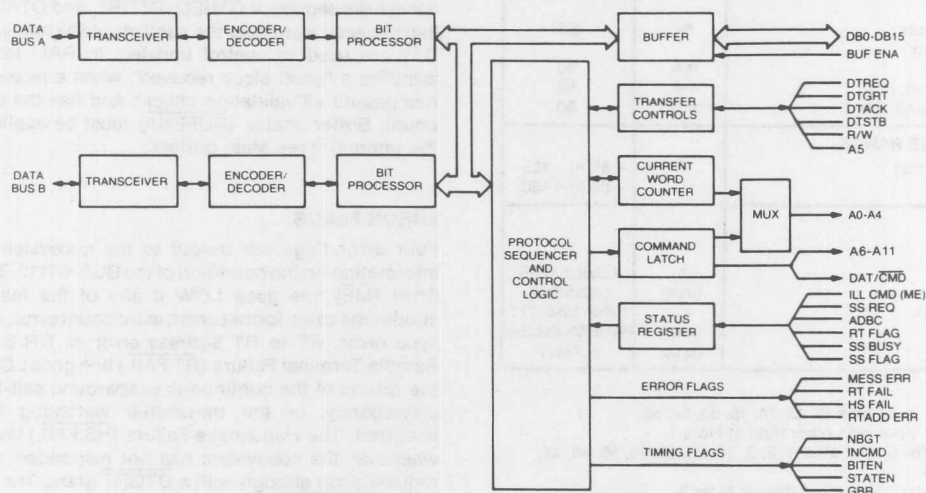 DATA
BUS A
TRANSCEIVER
ENCODER/
DECODER
BIT
PROCESSOR
BUFFER
DB0-DB15
BUF ENA
TRANSFER
CONTROLS
DTREQ
DTGRT
DTACK
DTSTB
R/W
A5
DATA
BUS B
TRANSCEIVER
ENCODER/
DECODER
BIT
PROCESSOR
CURRENT
WORD
COUNTER
MUX
A0-A4
A6-A11
PROTOCOL
SEQUENCER
AND
CONTROL
LOGIC
COMMAND
LATCH
DAT/C̅M̅D̅
STATUS
REGISTER
ILL CMD (ME)
SS REQ
ADBC
RT FLAG
SS BUSY
SS FLAG
ERROR FLAGS
MESS ERR
RT FAIL
HS FAIL
RTADD ERR
TIMING FLAGS
NBGT
INCMD
BITEN
STATEN
GBR